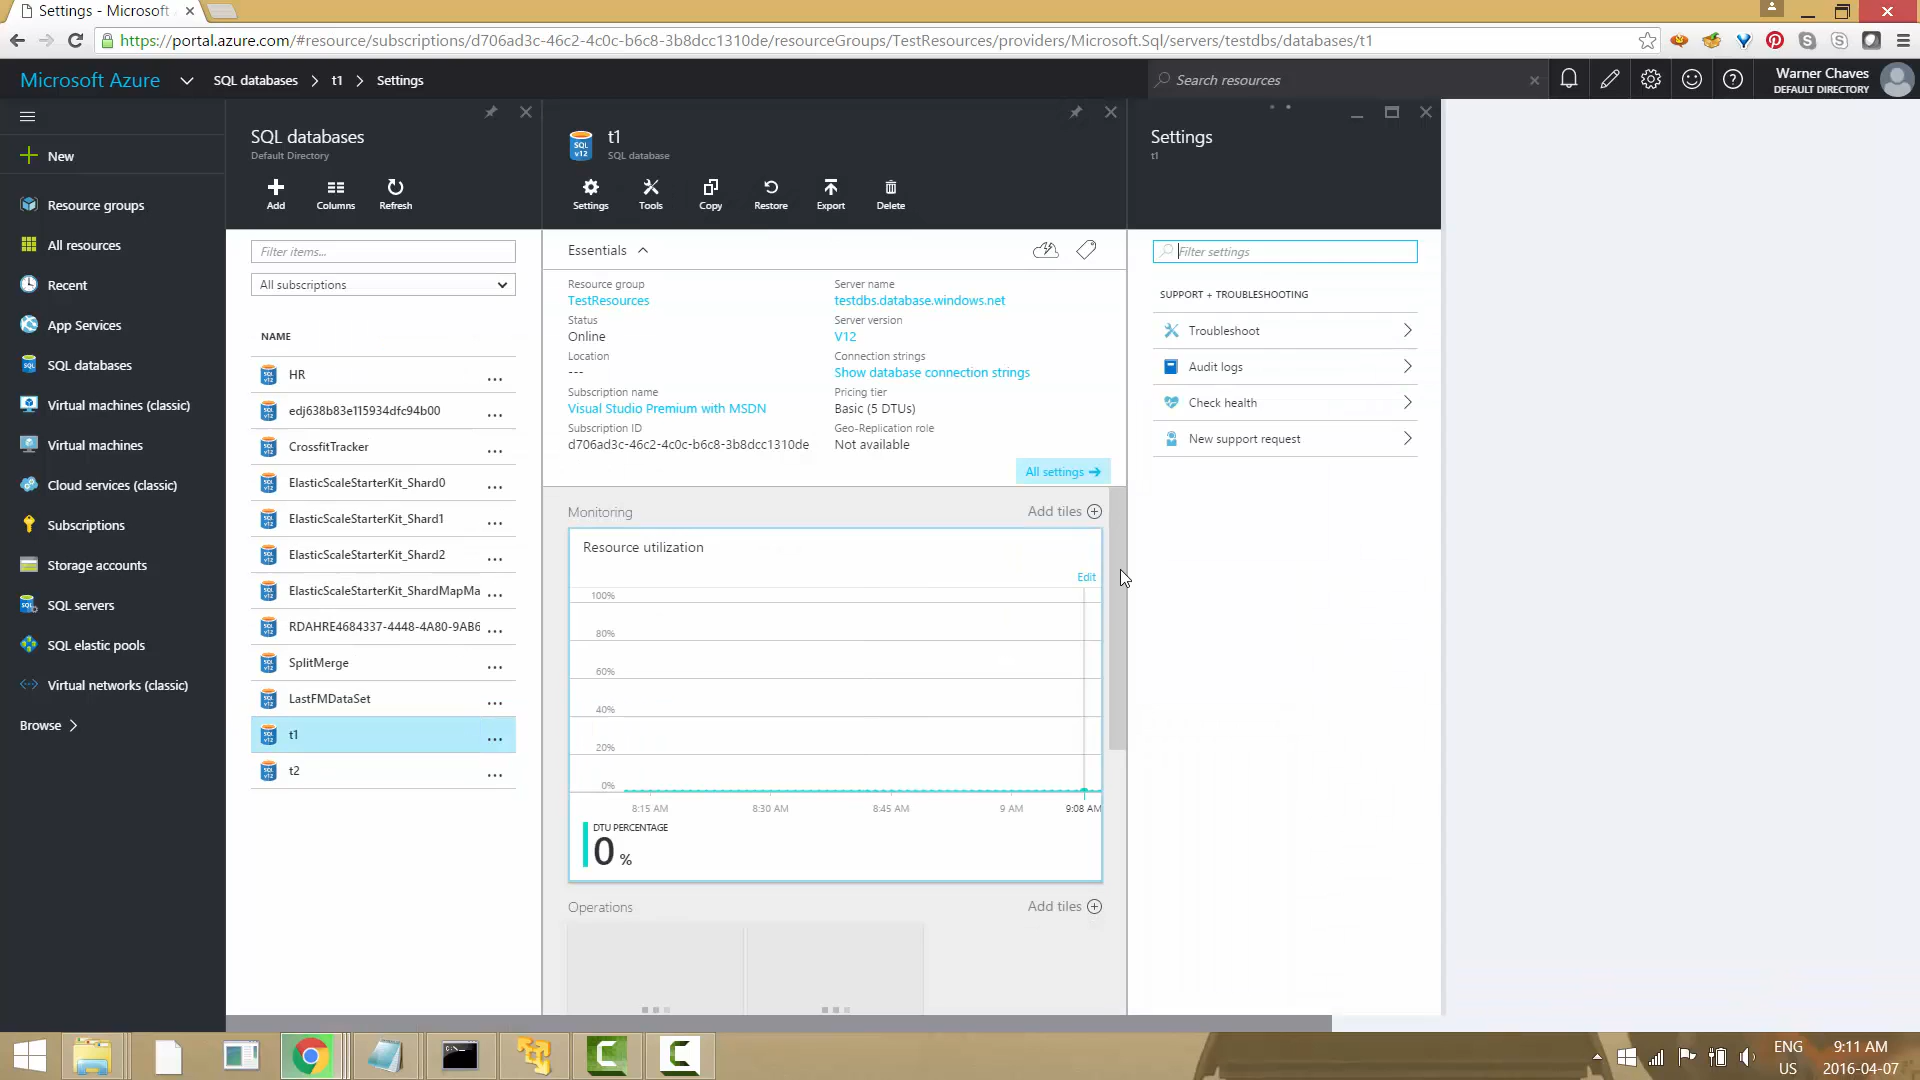 Settings - Microsoft
https://portal.azure.com/#resource/subscriptions/d706ad3c-46c2-4c0c-b6c8-3b8dcc1310de/resourceGroups/TestResources/providers/Microsoft.Sql/servers/testdbs/databases/t1
Microsoft Azure
SQL databases
t1
Settings
Search resources
Warner Chaves
DEFAULT DIRECTORY
New
Resource groups
All resources
Recent
App Services
SQL databases
Virtual machines (classic)
Virtual machines
Cloud services (classic)
Subscriptions
Storage accounts
SQL servers
SQL elastic pools
Virtual networks (classic)
Browse
SQL databases
Default Directory
Add
Columns
Refresh
Filter items...
All subscriptions
NAME
HR
edj638b83e115934dfc94b00
CrossfitTracker
ElasticScaleStarterKit_Shard0
ElasticScaleStarterKit_Shard1
ElasticScaleStarterKit_Shard2
ElasticScaleStarterKit_ShardMapMa
RDAHRE4684337-4448-4A80-9AB6
SplitMerge
LastFMDataSet
t1
t2
t1
SQL database
Settings
Tools
Copy
Restore
Export
Delete
Essentials
Resource group
TestResources
Status
Online
Location
---
Subscription name
Visual Studio Premium with MSDN
Subscription ID
d706ad3c-46c2-4c0c-b6c8-3b8dcc1310de
Server name
testdbs.database.windows.net
Server version
V12
Connection strings
Show database connection strings
Pricing tier
Basic (5 DTUs)
Geo-Replication role
Not available
All settings
Monitoring
Add tiles
Resource utilization
Edit
100%
80%
60%
40%
20%
0%
8:15 AM
8:30 AM
8:45 AM
9 AM
9:08 AM
DTU PERCENTAGE
0 %
Operations
Add tiles
Settings
t1
Filter settings
SUPPORT + TROUBLESHOOTING
Troubleshoot
Audit logs
Check health
New support request
ENG
US
9:11 AM
2016-04-07